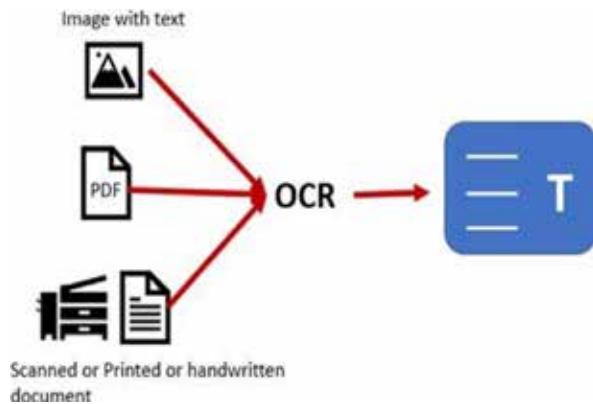 Image with text
PDF
OCR
T
Scanned or Printed or handwritten
document